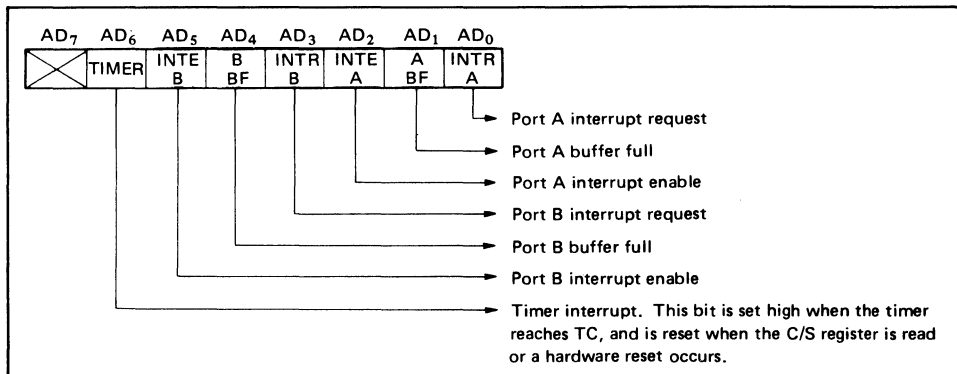 AD7 AD6 AD5 AD4 AD3 AD2 AD1 AD0
TIMER INTE B B BF INTR B INTE A A BF INTR A
Port A interrupt request
Port A buffer full
Port A interrupt enable
Port B interrupt request
Port B buffer full
Port B interrupt enable
Timer interrupt. This bit is set high when the timer
reaches TC, and is reset when the C/S register is read
or a hardware reset occurs.